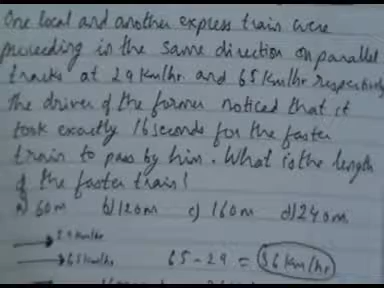 One local and another express train were
proceeding in the same direction on parallel
tracks at 29 km/hr and 65 km/hr respectively
The driver of the former noticed that it
took exactly 16 seconds for the faster
train to pass by him. What is the length
of the faster train!
a) 60m b) 120m c) 160m d) 240m
29 km/hr
65 km/hr 65 - 29 = 36 km/hr